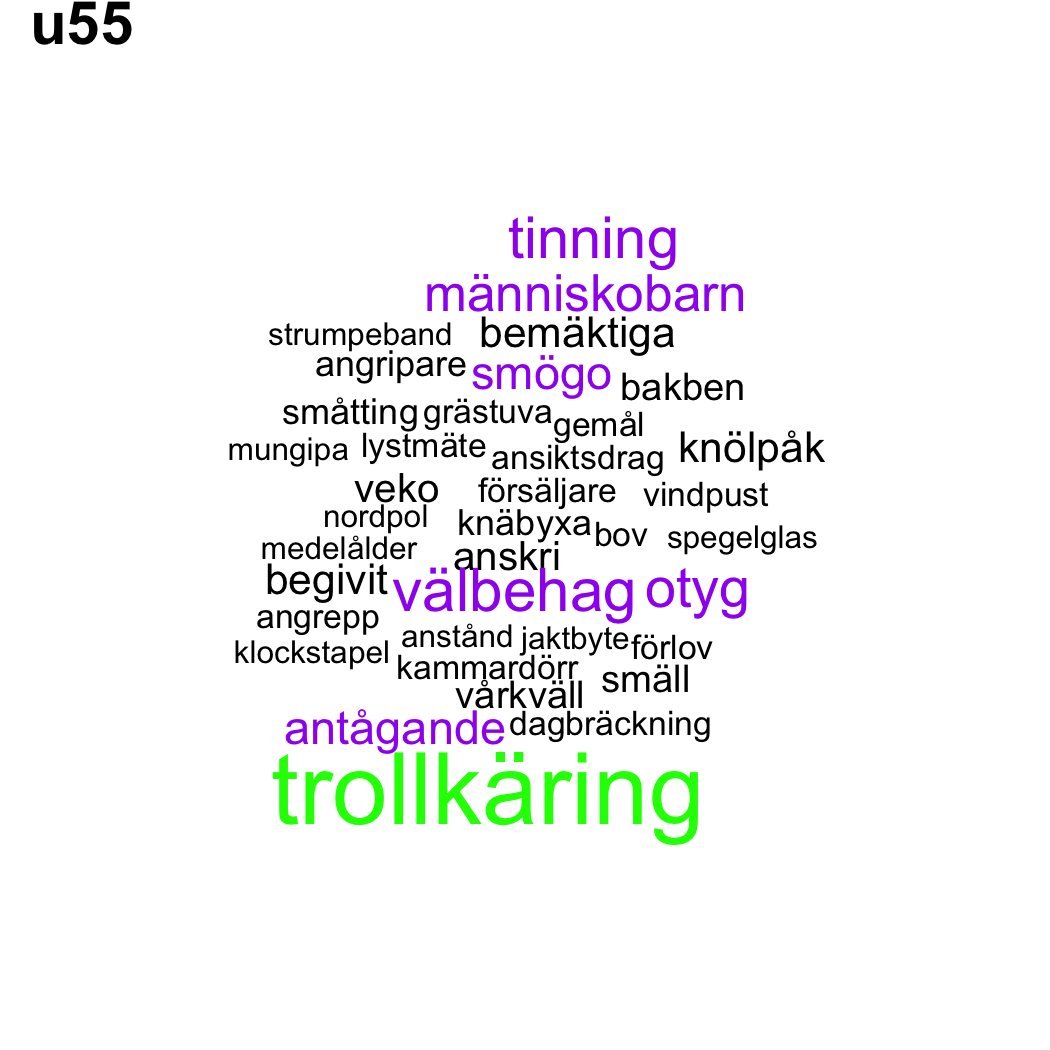 u55
tinning
människobarn
strumpeband bemäktiga
angripare smögo bakben
småtting grästuva gemål
mungipa lystmäte ansiktsdrag knölpåk
veko försäljare vindpust
nordpol knäbyxa bov spegelglas
medelålder anskri
begivit välbehag otyg
angrepp anstånd jaktbyte förlov
klockstapel kammardörr smäll
vårkväll
antågande dagbräckning
trollkäring